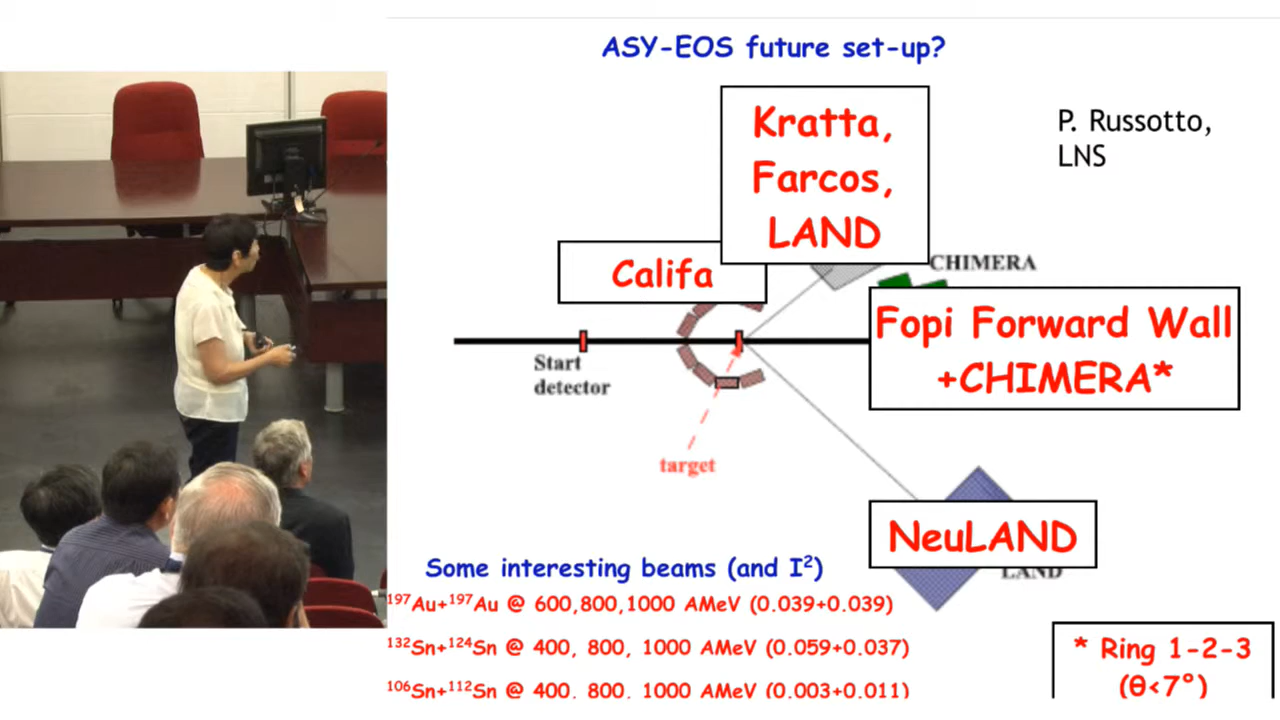 ASY-EOS future set-up?
Kratta,
Farcos,
LAND
P. Russotto,
LNS
Califa
CHIMERA
Fopi Forward Wall
+CHIMERA*
Start
detector
target
NeuLAND
LAND
Some interesting beams (and I²)
¹⁹⁷Au+¹⁹⁷Au @ 600,800,1000 AMeV (0.039+0.039)
¹³²Sn+¹²⁴Sn @ 400, 800, 1000 AMeV (0.059+0.037)
¹⁰⁶Sn+¹¹²Sn @ 400, 800, 1000 AMeV (0.003+0.011)
* Ring 1-2-3
(θ<7°)